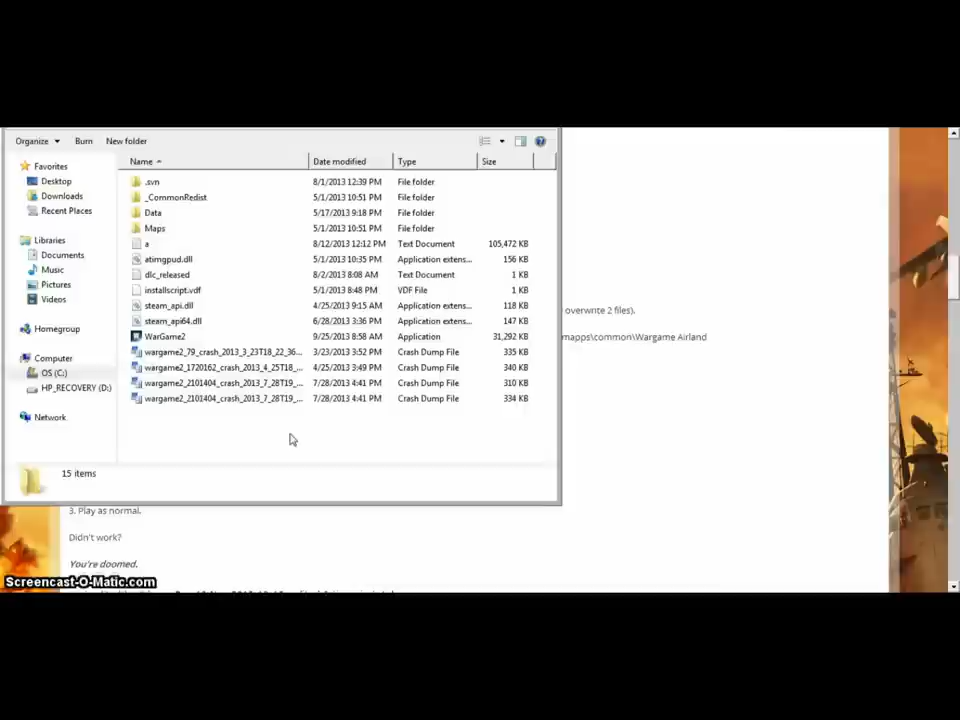 Organize Burn New folder
Name Date modified Type Size
Favorites
Desktop
Downloads
Recent Places
Libraries
Documents
Music
Pictures
Videos
Homegroup
Computer
OS (C:)
HP_RECOVERY (D:)
Network
.svn 8/1/2013 12:39 PM File folder
_CommonRedist 5/1/2013 10:51 PM File folder
Data 5/17/2013 9:18 PM File folder
Maps 5/1/2013 10:51 PM File folder
a 8/12/2013 12:12 PM Text Document 105,472 KB
atimgpud.dll 5/1/2013 10:35 PM Application extens... 156 KB
dlc_released 8/2/2013 8:08 AM Text Document 1 KB
installscript.vdf 5/1/2013 8:48 PM VDF File 1 KB
steam_api.dll 4/25/2013 9:15 AM Application extens... 118 KB
steam_api64.dll 6/28/2013 3:36 PM Application extens... 147 KB
WarGame2 9/25/2013 8:58 AM Application 31,292 KB
wargame2_79_crash_2013_3_23T18_22_36... 3/23/2013 3:52 PM Crash Dump File 335 KB
wargame2_1720162_crash_2013_4_25T18_... 4/25/2013 3:49 PM Crash Dump File 340 KB
wargame2_2101404_crash_2013_7_28T19_... 7/28/2013 4:41 PM Crash Dump File 310 KB
wargame2_2101404_crash_2013_7_28T19_... 7/28/2013 4:41 PM Crash Dump File 334 KB
15 items
overwrite 2 files).
mapps\common\Wargame Airland
3. Play as normal.
Didn't work?
You're doomed.
Screencast-O-Matic.com